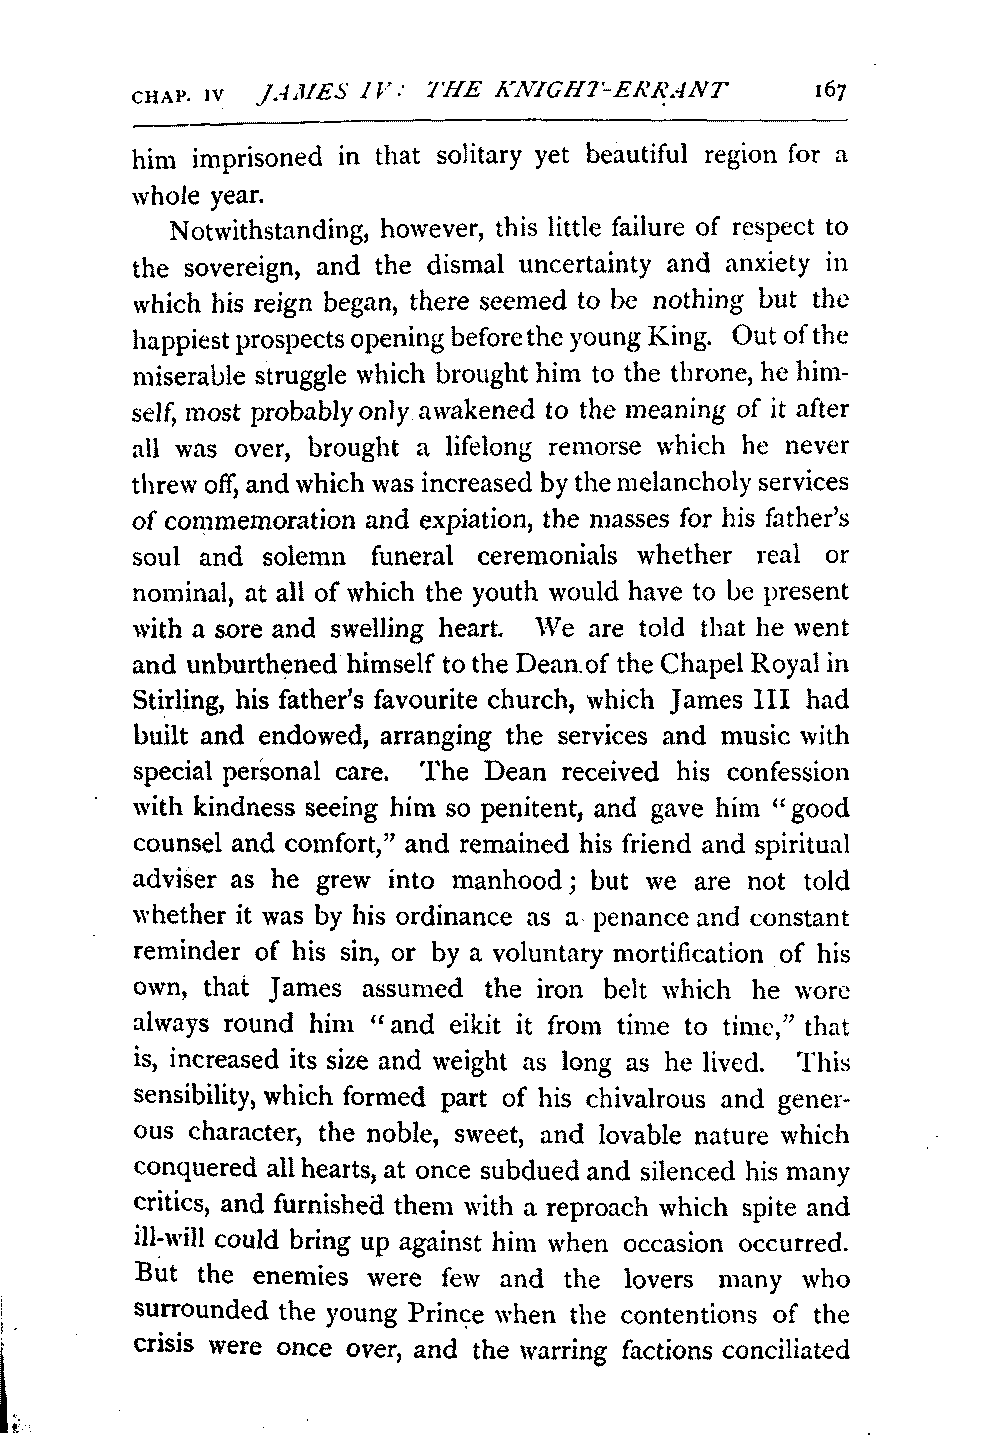 CHAP. IV JAMES IV: THE KNIGHT-ERRANT 167
him imprisoned in that solitary yet beautiful region for a
whole year.
Notwithstanding, however, this little failure of respect to
the sovereign, and the dismal uncertainty and anxiety in
which his reign began, there seemed to be nothing but the
happiest prospects opening before the young King. Out of the
miserable struggle which brought him to the throne, he him-
self, most probably only awakened to the meaning of it after
all was over, brought a lifelong remorse which he never
threw off, and which was increased by the melancholy services
of commemoration and expiation, the masses for his father's
soul and solemn funeral ceremonials whether real or
nominal, at all of which the youth would have to be present
with a sore and swelling heart. We are told that he went
and unburthened himself to the Dean of the Chapel Royal in
Stirling, his father's favourite church, which James III had
built and endowed, arranging the services and music with
special personal care. The Dean received his confession
with kindness seeing him so penitent, and gave him "good
counsel and comfort," and remained his friend and spiritual
adviser as he grew into manhood; but we are not told
whether it was by his ordinance as a penance and constant
reminder of his sin, or by a voluntary mortification of his
own, that James assumed the iron belt which he wore
always round him "and eikit it from time to time," that
is, increased its size and weight as long as he lived. This
sensibility, which formed part of his chivalrous and gener-
ous character, the noble, sweet, and lovable nature which
conquered all hearts, at once subdued and silenced his many
critics, and furnished them with a reproach which spite and
ill-will could bring up against him when occasion occurred.
But the enemies were few and the lovers many who
surrounded the young Prince when the contentions of the
crisis were once over, and the warring factions conciliated